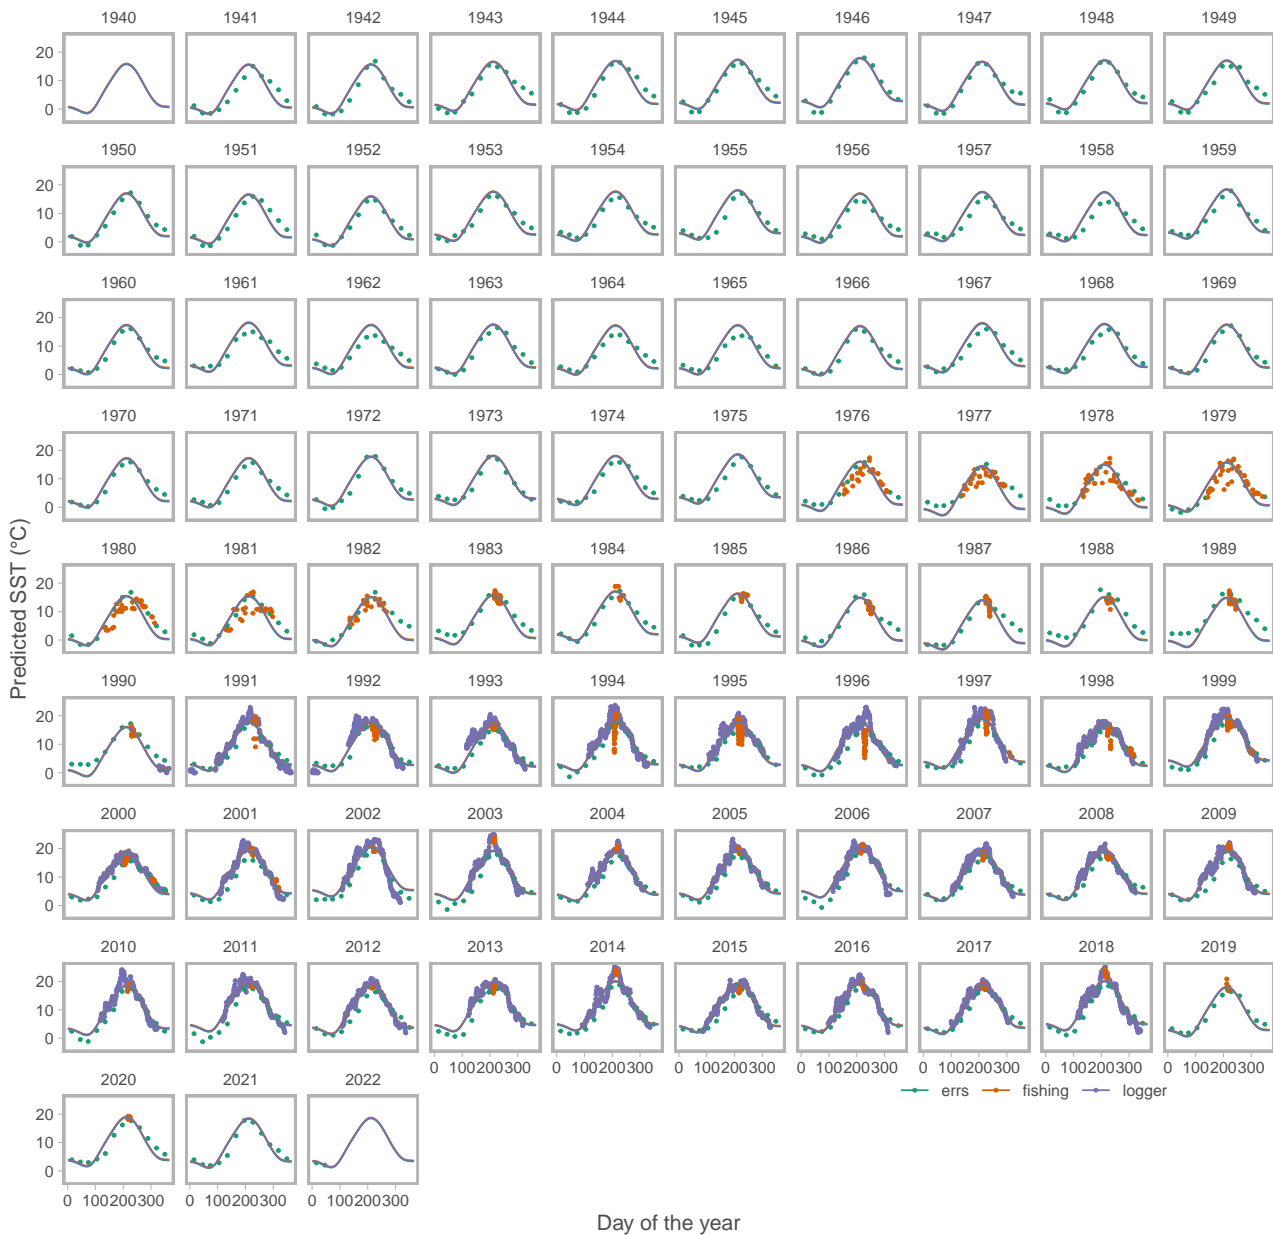 1940 1941 1942 1943 1944 1945 1946 1947 1948 1949
20
10
0
1950 1951 1952 1953 1954 1955 1956 1957 1958 1959
20
10
0
1960 1961 1962 1963 1964 1965 1966 1967 1968 1969
20
10
0
1970 1971 1972 1973 1974 1975 1976 1977 1978 1979
20
10
0
Predicted SST (°C)
1980 1981 1982 1983 1984 1985 1986 1987 1988 1989
20
10
0
1990 1991 1992 1993 1994 1995 1996 1997 1998 1999
20
10
0
2000 2001 2002 2003 2004 2005 2006 2007 2008 2009
20
10
0
2010 2011 2012 2013 2014 2015 2016 2017 2018 2019
20
10
0
0 100200300 0 100200300 0 100200300 0 100200300 0 100200300 0 100200300 0 100200300
2020 2021 2022
errs fishing logger
20
10
0
0 100200300 0 100200300 0 100200300
Day of the year